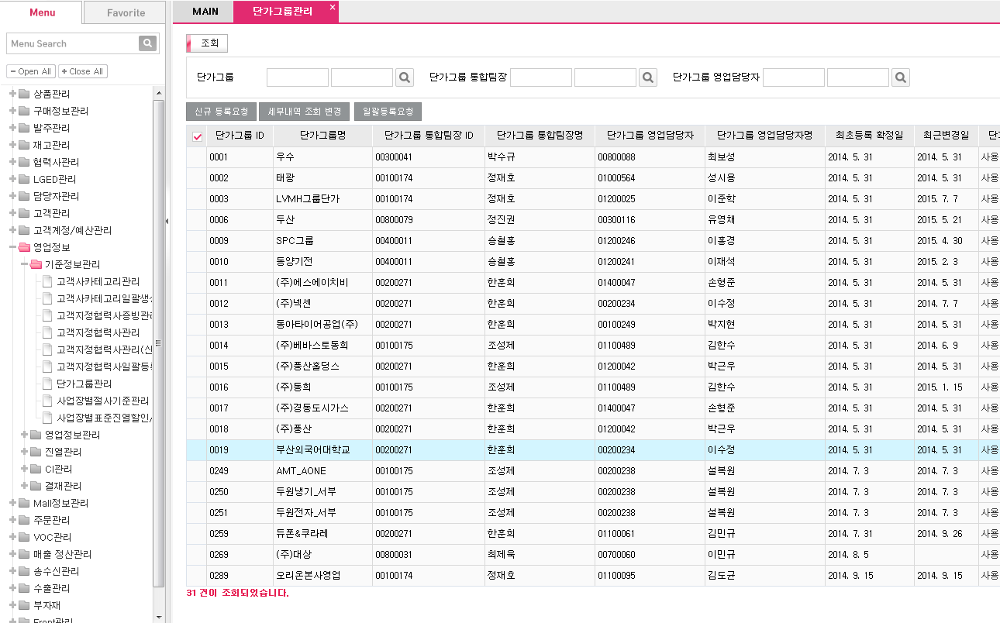 Menu
Favorite
Menu Search
Open All
Close All
상품관리
구매정보관리
발주관리
재고관리
협력사관리
LGED관리
담당자관리
고객관리
고객계정/예산관리
영업정보
기준정보관리
고객사카테고리관리
고객사카테고리일괄생
고객지정협력사증빙관
고객지정협력사관리
고객지정협력사관리(신
고객지정협력사일괄등
단가그룹관리
사업장별절사기준관리
사업장별표준진열할인/
영업정보관리
진열관리
CI관리
결재관리
Mall정보관리
주문관리
VOC관리
매출 정산관리
송수신관리
수출관리
부자재
Front관리
MAIN 단가그룹관리
조회
단가그룹 단가그룹 통합팀장 단가그룹 영업담당자
신규 등록요청 세부내역 조회 변경 일괄등록요청
단가그룹 ID 단가그룹명 단가그룹 통합팀장 ID 단가그룹 통합팀장명 단가그룹 영업담당자 단가그룹 영업담당자명 최초등록 확정일 최근변경일
0001 우수 00300041 박수규 00800088 최보성 2014. 5. 31 2014. 5. 31 사용
0002 태광 00100174 정재호 01000564 성시용 2014. 5. 31 2014. 5. 31 사용
0003 LVMH그룹단가 00100174 정재호 01200025 이준학 2014. 5. 31 2015. 7. 7 사용
0006 두산 00800079 정진권 00300116 유영채 2014. 5. 31 2015. 5. 21 사용
0009 SPC그룹 00400011 승철홍 01200246 이홍경 2014. 5. 31 2015. 4. 30 사용
0010 동양기전 00400011 승철홍 01200241 이재석 2014. 5. 31 2015. 2. 3 사용
0011 (주)에스에이치비 00200271 한훈희 01400047 손형준 2014. 5. 31 2014. 5. 31 사용
0012 (주)넥센 00200271 한훈희 00200234 이수정 2014. 5. 31 2014. 7. 7 사용
0013 동아타이어공업(주) 00200271 한훈희 00100249 박지현 2014. 5. 31 2014. 5. 31 사용
0014 (주)베바스토동희 00100175 조성제 01100489 김한수 2014. 5. 31 2014. 6. 9 사용
0015 (주)풍산홀딩스 00200271 한훈희 01200042 박근우 2014. 5. 31 2014. 5. 31 사용
0016 (주)동희 00100175 조성제 01100489 김한수 2014. 5. 31 2015. 1. 15 사용
0017 (주)경동도시가스 00200271 한훈희 01400047 손형준 2014. 5. 31 2014. 5. 31 사용
0018 (주)풍산 00200271 한훈희 01200042 박근우 2014. 5. 31 2014. 5. 31 사용
0019 부산외국어대학교 00200271 한훈희 00200234 이수정 2014. 5. 31 2014. 5. 31 사용
0249 AMT_AONE 00100175 조성제 00200238 설복원 2014. 7. 3 2014. 7. 3 사용
0250 두원냉기_서부 00100175 조성제 00200238 설복원 2014. 7. 3 2014. 7. 3 사용
0251 두원전자_서부 00100175 조성제 00200238 설복원 2014. 7. 3 2014. 7. 3 사용
0259 듀폰&쿠라레 00200271 한훈희 01100061 김민규 2014. 7. 31 2014. 9. 26 사용
0269 (주)대상 00800031 최제욱 00700060 이민규 2014. 8. 5 사용
0289 오리온본사영업 00100174 정재호 01100095 김도균 2014. 9. 15 2014. 9. 15 사용
31 건이 조회되었습니다.